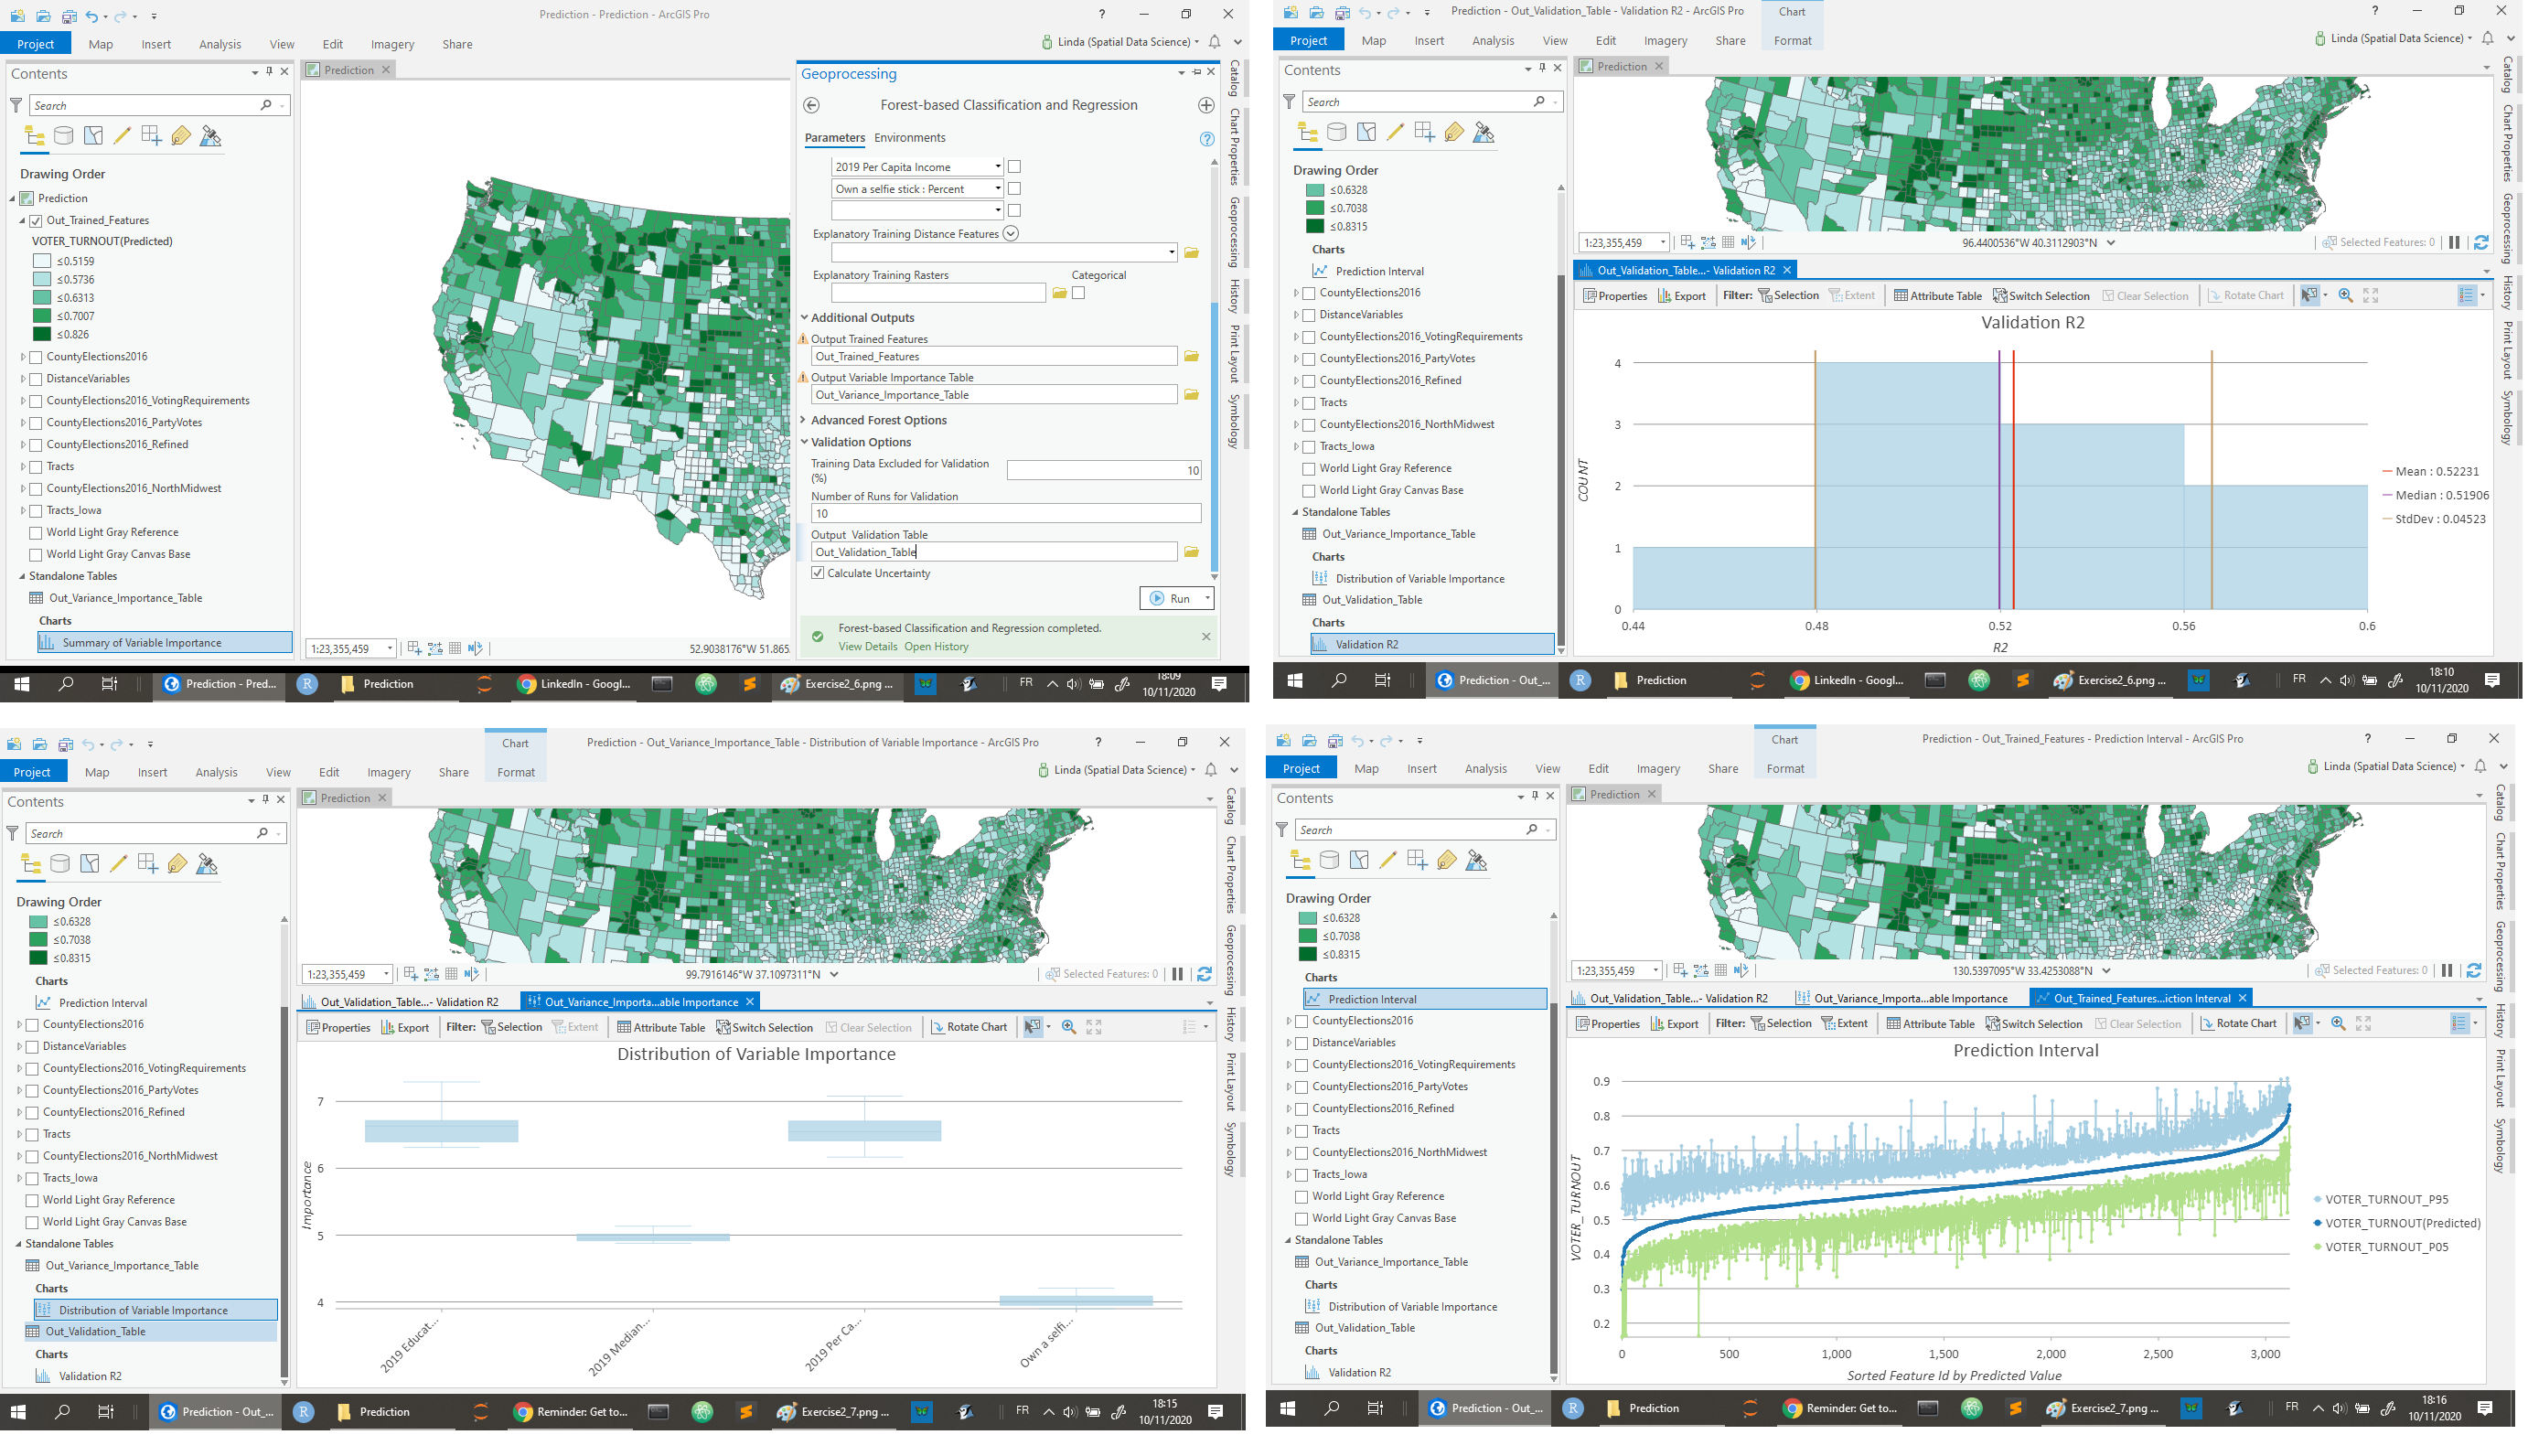 Prediction - Prediction - ArcGIS Pro
Project Map Insert Analysis View Edit Imagery Share
Linda (Spatial Data Science)
Contents
Search
Drawing Order
Prediction
Out_Trained_Features
VOTER_TURNOUT(Predicted)
≤0.5159
≤0.5736
≤0.6313
≤0.7007
≤0.826
CountyElections2016
DistanceVariables
CountyElections2016_VotingRequirements
CountyElections2016_PartyVotes
CountyElections2016_Refined
Tracts
CountyElections2016_NorthMidwest
Tracts_Iowa
World Light Gray Reference
World Light Gray Canvas Base
Standalone Tables
Out_Variance_Importance_Table
Charts
Summary of Variable Importance
Prediction
1:23,355,459
52.9038176°W 51.865
Geoprocessing
Forest-based Classification and Regression
Parameters Environments
2019 Per Capita Income
Own a selfie stick : Percent
Explanatory Training Distance Features
Explanatory Training Rasters Categorical
Additional Outputs
Output Trained Features
Out_Trained_Features
Output Variable Importance Table
Out_Variance_Importance_Table
Advanced Forest Options
Validation Options
Training Data Excluded for Validation
(%)
10
Number of Runs for Validation
10
Output Validation Table
Out_Validation_Table
Calculate Uncertainty
Run
Forest-based Classification and Regression completed.
View Details Open History
Catalog
Chart Properties
Geoprocessing
History
Print Layout
Symbology
Prediction - Pred...
Prediction
LinkedIn - Googl...
Exercise2_6.png ...
FR
18:09
10/11/2020
Prediction - Out_Validation_Table - Validation R2 - ArcGIS Pro
Chart
Project Map Insert Analysis View Edit Imagery Share Format
Linda (Spatial Data Science)
Contents
Search
Drawing Order
≤0.6328
≤0.7038
≤0.8315
Charts
Prediction Interval
CountyElections2016
DistanceVariables
CountyElections2016_VotingRequirements
CountyElections2016_PartyVotes
CountyElections2016_Refined
Tracts
CountyElections2016_NorthMidwest
Tracts_Iowa
World Light Gray Reference
World Light Gray Canvas Base
Standalone Tables
Out_Variance_Importance_Table
Charts
Distribution of Variable Importance
Out_Validation_Table
Charts
Validation R2
Prediction
1:23,355,459
96.4400536°W 40.3112903°N
Selected Features: 0
Out_Validation_Table...- Validation R2
Properties Export Filter: Selection Extent Attribute Table Switch Selection Clear Selection Rotate Chart
Validation R2
COUNT
4
3
2
1
0
0.44 0.48 0.52 0.56 0.6
R2
Mean : 0.52231
Median : 0.51906
StdDev : 0.04523
Catalog
Chart Properties
Geoprocessing
History
Print Layout
Symbology
Prediction - Out_...
Prediction
LinkedIn - Googl...
Exercise2_6.png ...
FR
18:10
10/11/2020
Chart
Prediction - Out_Variance_Importance_Table - Distribution of Variable Importance - ArcGIS Pro
Project Map Insert Analysis View Edit Imagery Share Format
Linda (Spatial Data Science)
Contents
Search
Drawing Order
≤0.6328
≤0.7038
≤0.8315
Charts
Prediction Interval
CountyElections2016
DistanceVariables
CountyElections2016_VotingRequirements
CountyElections2016_PartyVotes
CountyElections2016_Refined
Tracts
CountyElections2016_NorthMidwest
Tracts_Iowa
World Light Gray Reference
World Light Gray Canvas Base
Standalone Tables
Out_Variance_Importance_Table
Charts
Distribution of Variable Importance
Out_Validation_Table
Charts
Validation R2
Prediction
1:23,355,459
99.7916146°W 37.1097311°N
Selected Features: 0
Out_Validation_Table...- Validation R2
Out_Variance_Importa...able Importance
Properties Export Filter: Selection Extent Attribute Table Switch Selection Clear Selection Rotate Chart
Distribution of Variable Importance
Importance
7
6
5
4
2019 Educat...
2019 Median...
2019 Per Ca...
Own a selfi...
Catalog
Chart Properties
Geoprocessing
History
Print Layout
Symbology
Prediction - Out_...
Prediction
Reminder: Get to...
Exercise2_7.png ...
FR
18:15
10/11/2020
Chart
Prediction - Out_Trained_Features - Prediction Interval - ArcGIS Pro
Project Map Insert Analysis View Edit Imagery Share Format
Linda (Spatial Data Science)
Contents
Search
Drawing Order
≤0.6328
≤0.7038
≤0.8315
Charts
Prediction Interval
CountyElections2016
DistanceVariables
CountyElections2016_VotingRequirements
CountyElections2016_PartyVotes
CountyElections2016_Refined
Tracts
CountyElections2016_NorthMidwest
Tracts_Iowa
World Light Gray Reference
World Light Gray Canvas Base
Standalone Tables
Out_Variance_Importance_Table
Charts
Distribution of Variable Importance
Out_Validation_Table
Charts
Validation R2
Prediction
1:23,355,459
130.5397095°W 33.4253088°N
Selected Features: 0
Out_Validation_Table...- Validation R2
Out_Variance_Importa...able Importance
Out_Trained_Features...iction Interval
Properties Export Filter: Selection Extent Attribute Table Switch Selection Clear Selection Rotate Chart
Prediction Interval
VOTER_TURNOUT
0.9
0.8
0.7
0.6
0.5
0.4
0.3
0.2
0 500 1,000 1,500 2,000 2,500 3,000
Sorted Feature Id by Predicted Value
VOTER_TURNOUT_P95
VOTER_TURNOUT(Predicted)
VOTER_TURNOUT_P05
Catalog
Chart Properties
Geoprocessing
History
Print Layout
Symbology
Prediction - Out_...
Prediction
Reminder: Get to...
Exercise2_7.png ...
FR
18:16
10/11/2020